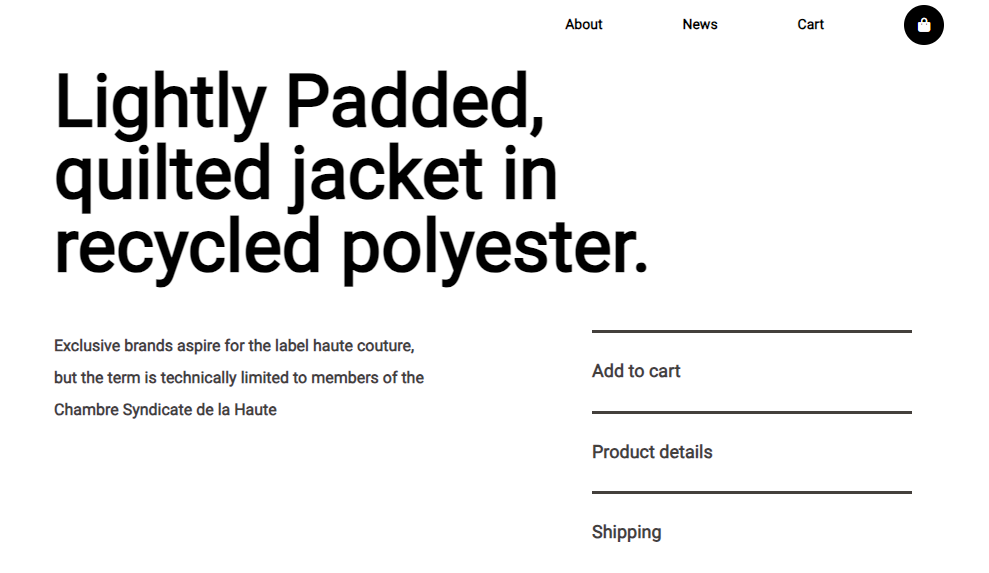 About
News
Cart
Lightly Padded,
quilted jacket in
recycled polyester.
Exclusive brands aspire for the label haute couture,
but the term is technically limited to members of the
Chambre Syndicate de la Haute
Add to cart
Product details
Shipping